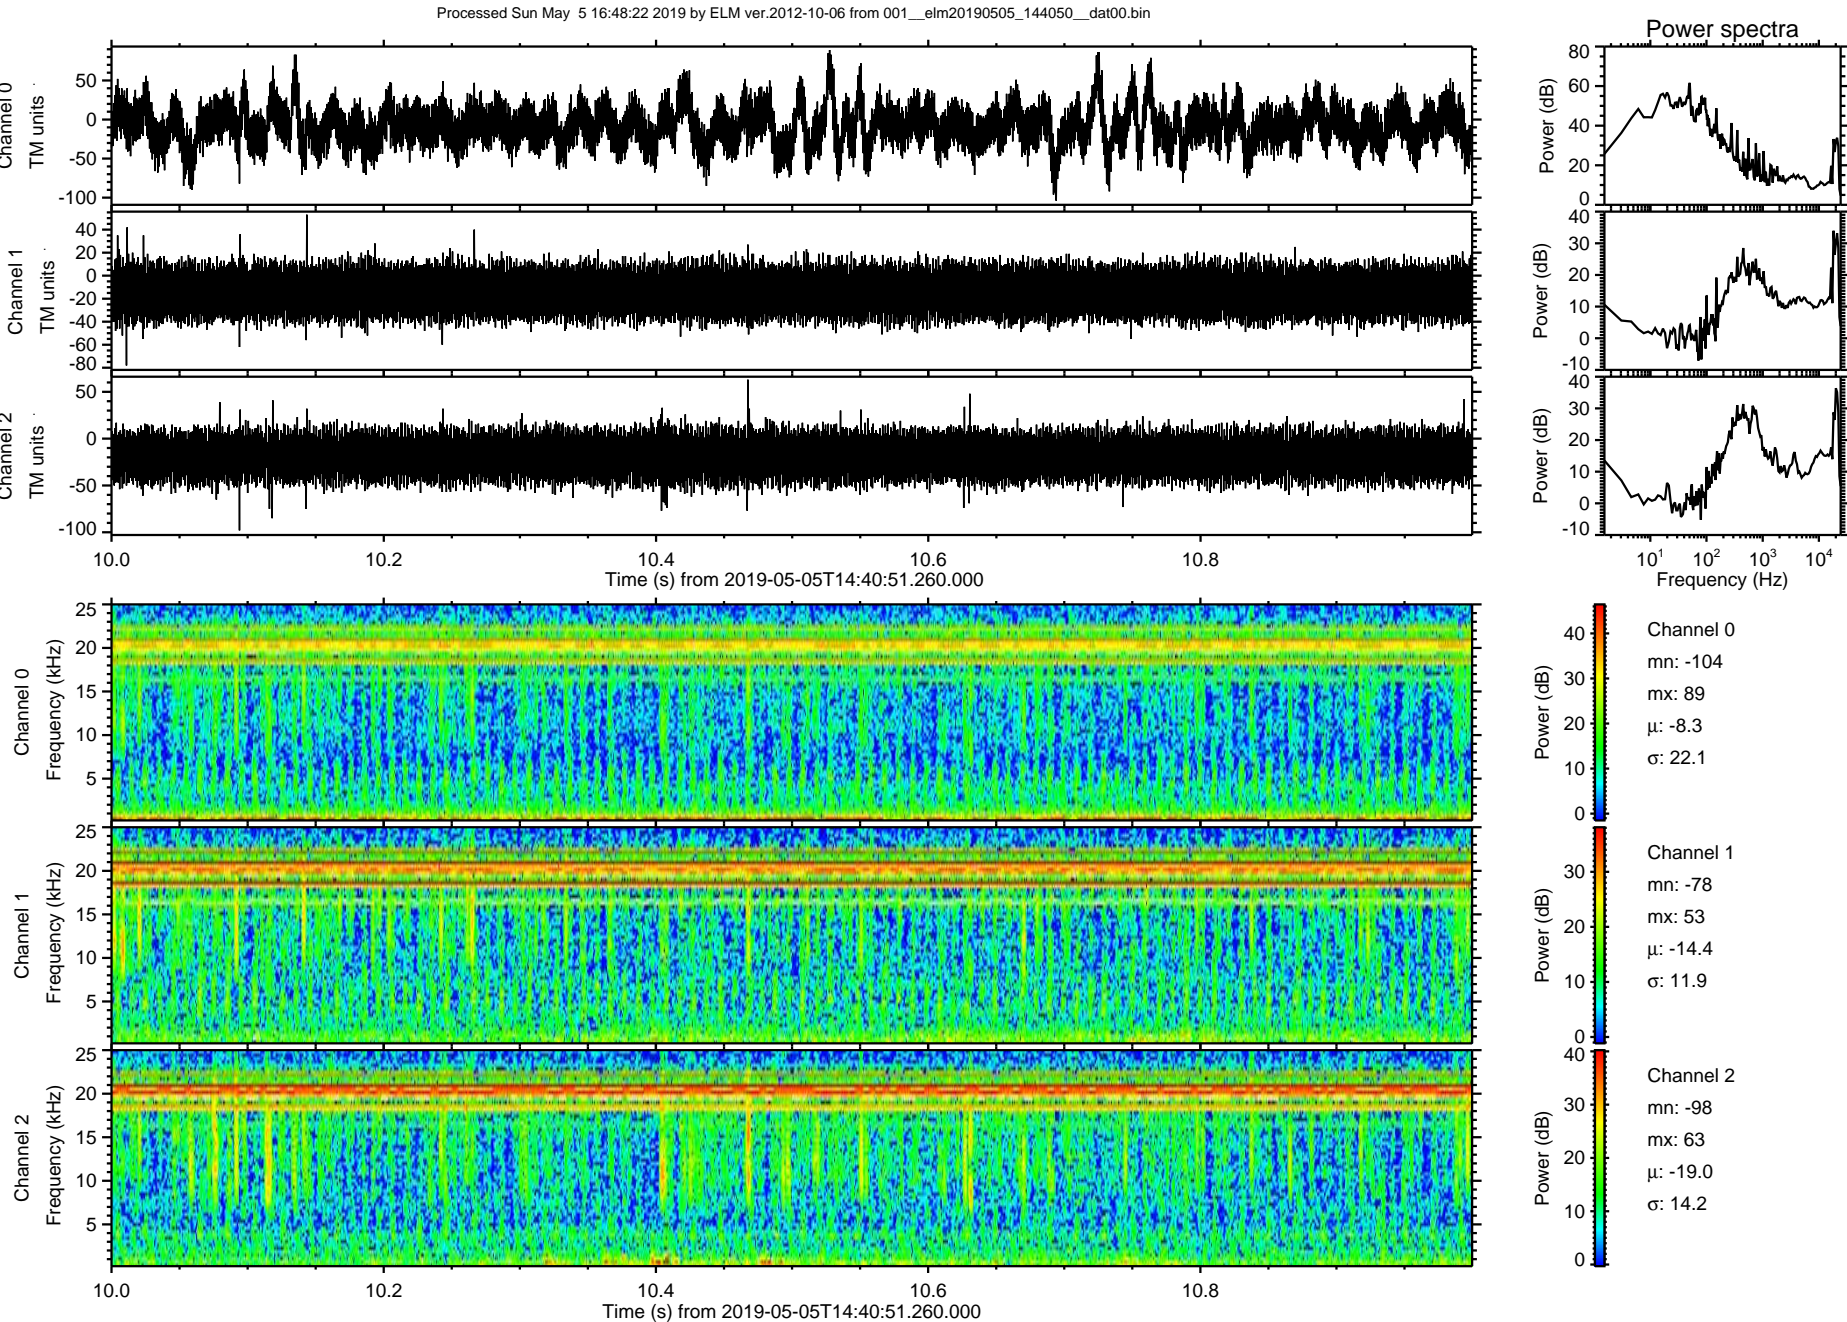 Processed Sun May 5 16:48:22 2019 by ELM ver.2012-10-06 from 001__elm20190505_144050__dat00.bin
Power spectra
Channel 0
TM units
50
0
-50
-100
Power (dB)
80
60
40
20
0
Channel 1
TM units
40
20
0
-20
-40
-60
-80
Power (dB)
40
30
20
10
0
-10
Channel 2
TM units
50
0
-50
-100
Power (dB)
40
30
20
10
0
-10
10.0 10.2 10.4 10.6 10.8
Time (s) from 2019-05-05T14:40:51.260.000
10¹ 10² 10³ 10⁴
Frequency (Hz)
Channel 0
Frequency (kHz)
25
20
15
10
5
Power (dB)
40
30
20
10
0
Channel 0
mn: -104
mx: 89
μ: -8.3
σ: 22.1
Channel 1
Frequency (kHz)
25
20
15
10
5
Power (dB)
30
20
10
0
Channel 1
mn: -78
mx: 53
μ: -14.4
σ: 11.9
Channel 2
Frequency (kHz)
25
20
15
10
5
Power (dB)
40
30
20
10
0
Channel 2
mn: -98
mx: 63
μ: -19.0
σ: 14.2
10.0 10.2 10.4 10.6 10.8
Time (s) from 2019-05-05T14:40:51.260.000